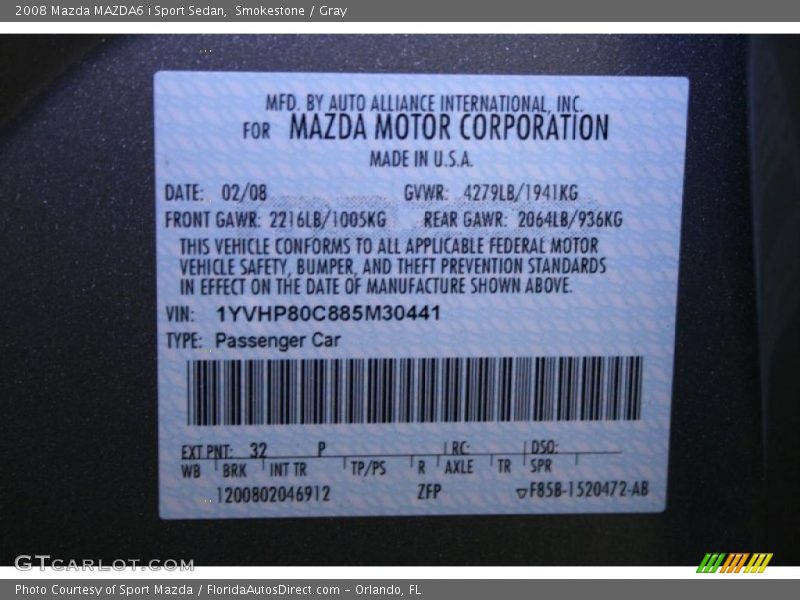 2008 Mazda MAZDA6 i Sport Sedan,  Smokestone / Gray
MFD. BY AUTO ALLIANCE INTERNATIONAL, INC.
FOR MAZDA MOTOR CORPORATION
MADE IN U.S.A.
DATE: 02/08 GVWR: 4279LB/1941KG
FRONT GAWR: 2216LB/1005KG REAR GAWR: 2064LB/936KG
THIS VEHICLE CONFORMS TO ALL APPLICABLE FEDERAL MOTOR
VEHICLE SAFETY, BUMPER, AND THEFT PREVENTION STANDARDS
IN EFFECT ON THE DATE OF MANUFACTURE SHOWN ABOVE.
VIN: 1YVHP80C885M30441
TYPE: Passenger Car
EXT PNT: 32 P RC: DSO:
WB BRK INT TR TP/PS R AXLE TR SPR
1200802046912 ZFP F85B-1520472-AB
GTCARLOT.COM
Photo Courtesy of Sport Mazda / FloridaAutosDirect.com – Orlando, FL